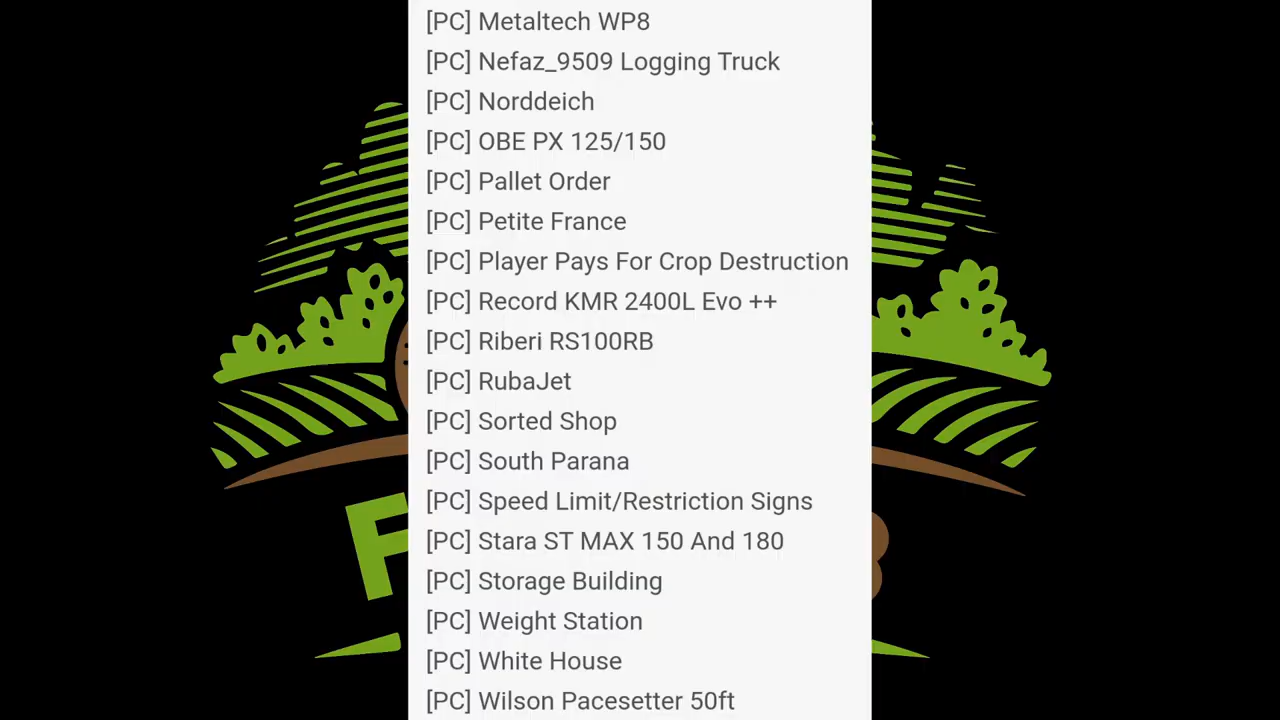 [PC] Metaltech WP8
[PC] Nefaz_9509 Logging Truck
[PC] Norddeich
[PC] OBE PX 125/150
[PC] Pallet Order
[PC] Petite France
[PC] Player Pays For Crop Destruction
[PC] Record KMR 2400L Evo ++
[PC] Riberi RS100RB
[PC] RubaJet
[PC] Sorted Shop
[PC] South Parana
[PC] Speed Limit/Restriction Signs
[PC] Stara ST MAX 150 And 180
[PC] Storage Building
[PC] Weight Station
[PC] White House
[PC] Wilson Pacesetter 50ft